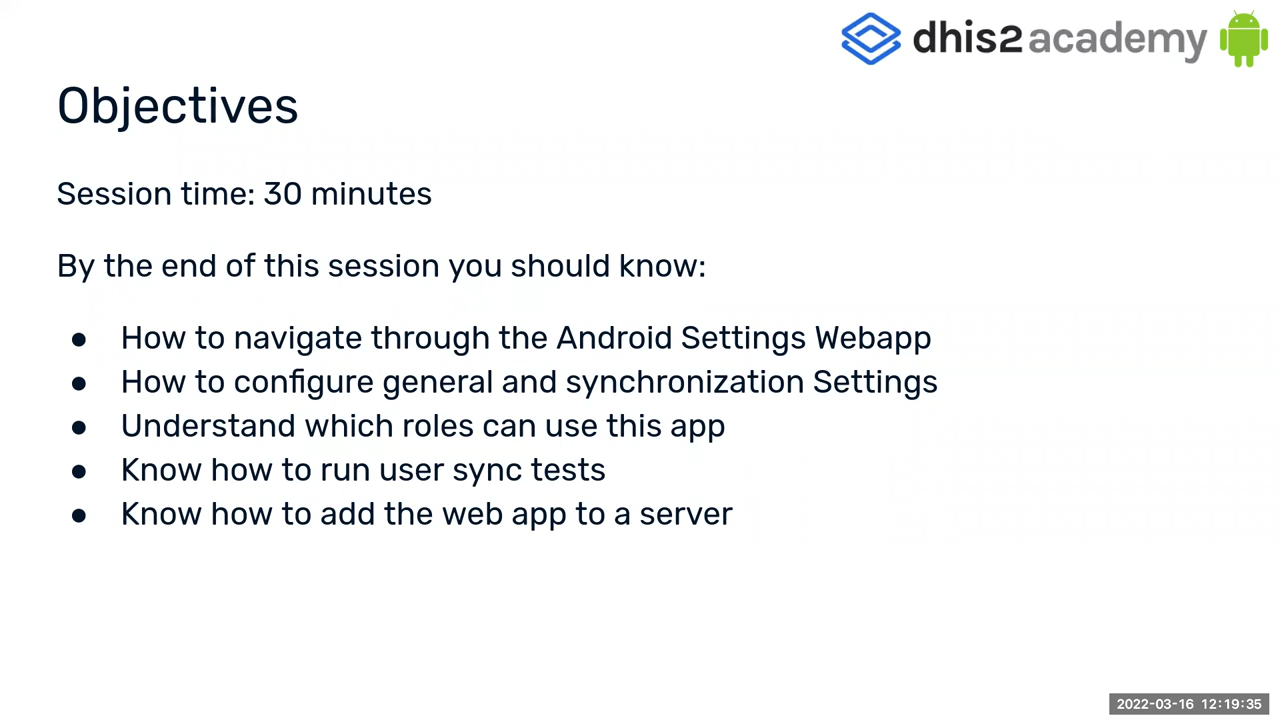 dhis2 academy
Objectives
Session time: 30 minutes
By the end of this session you should know:
● How to navigate through the Android Settings Webapp
● How to configure general and synchronization Settings
● Understand which roles can use this app
● Know how to run user sync tests
● Know how to add the web app to a server
2022-03-16 12:19:35